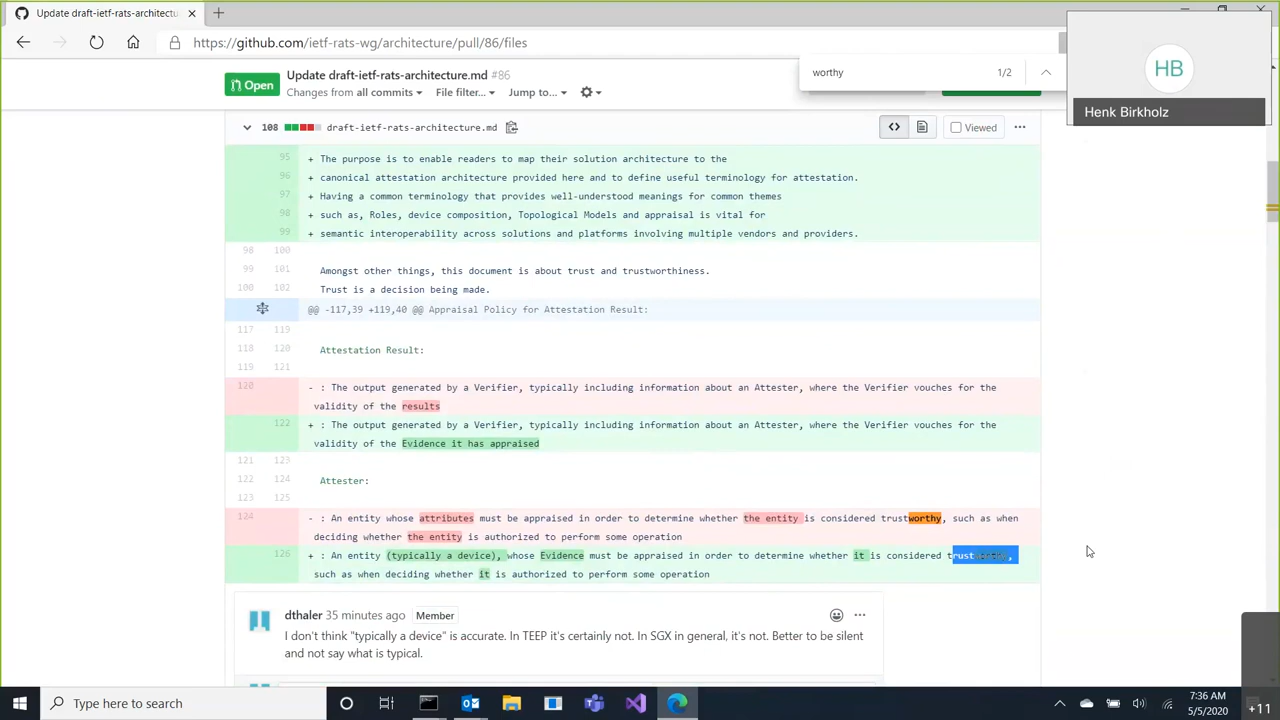 Update draft-ietf-rats-architectu
https://github.com/ietf-rats-wg/architecture/pull/86/files
worthy
1/2
HB
Henk Birkholz
Open
Update draft-ietf-rats-architecture.md #86
Changes from all commits
File filter...
Jump to...
108
draft-ietf-rats-architecture.md
Viewed
95 + The purpose is to enable readers to map their solution architecture to the
96 + canonical attestation architecture provided here and to define useful terminology for attestation.
97 + Having a common terminology that provides well-understood meanings for common themes
98 + such as, Roles, device composition, Topological Models and appraisal is vital for
99 + semantic interoperability across solutions and platforms involving multiple vendors and providers.
98 100
99 101 Amongst other things, this document is about trust and trustworthiness.
100 102 Trust is a decision being made.
@@ -117,39 +119,40 @@ Appraisal Policy for Attestation Result:
117 119
118 120 Attestation Result:
119 121
120 - : The output generated by a Verifier, typically including information about an Attester, where the Verifier vouches for the
validity of the results
122 + : The output generated by a Verifier, typically including information about an Attester, where the Verifier vouches for the
validity of the Evidence it has appraised
121 123
122 124 Attester:
123 125
124 - : An entity whose attributes must be appraised in order to determine whether the entity is considered trustworthy, such as when
deciding whether the entity is authorized to perform some operation
126 + : An entity (typically a device), whose Evidence must be appraised in order to determine whether it is considered trustworthy,
such as when deciding whether it is authorized to perform some operation
dthaler 35 minutes ago Member
I don't think "typically a device" is accurate. In TEEP it's certainly not. In SGX in general, it's not. Better to be silent
and not say what is typical.
Type here to search
7:36 AM
5/5/2020
+11